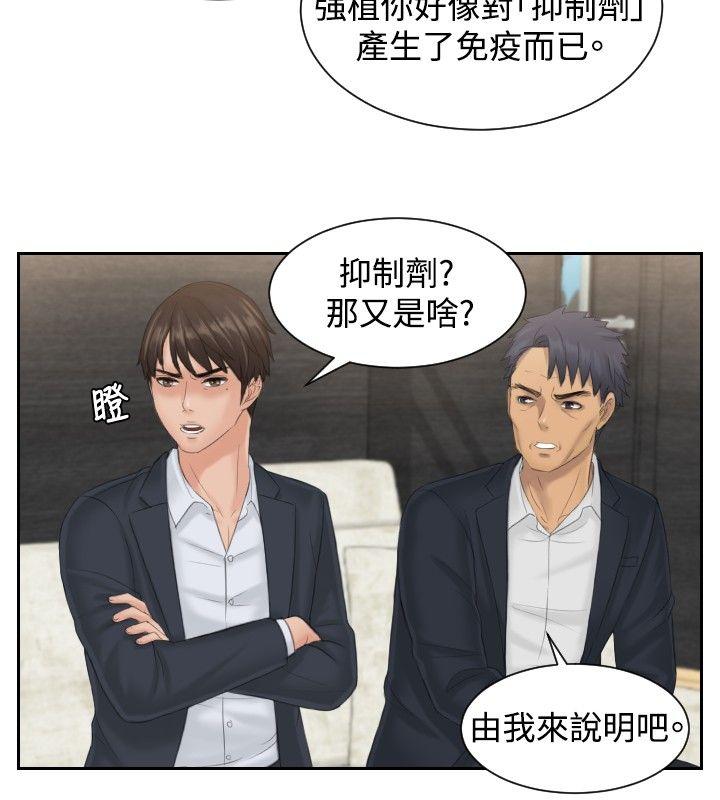 強植你好像對「抑制劑」
產生了免疫而已。
抑制劑?
那又是啥?
瞪
由我來說明吧。